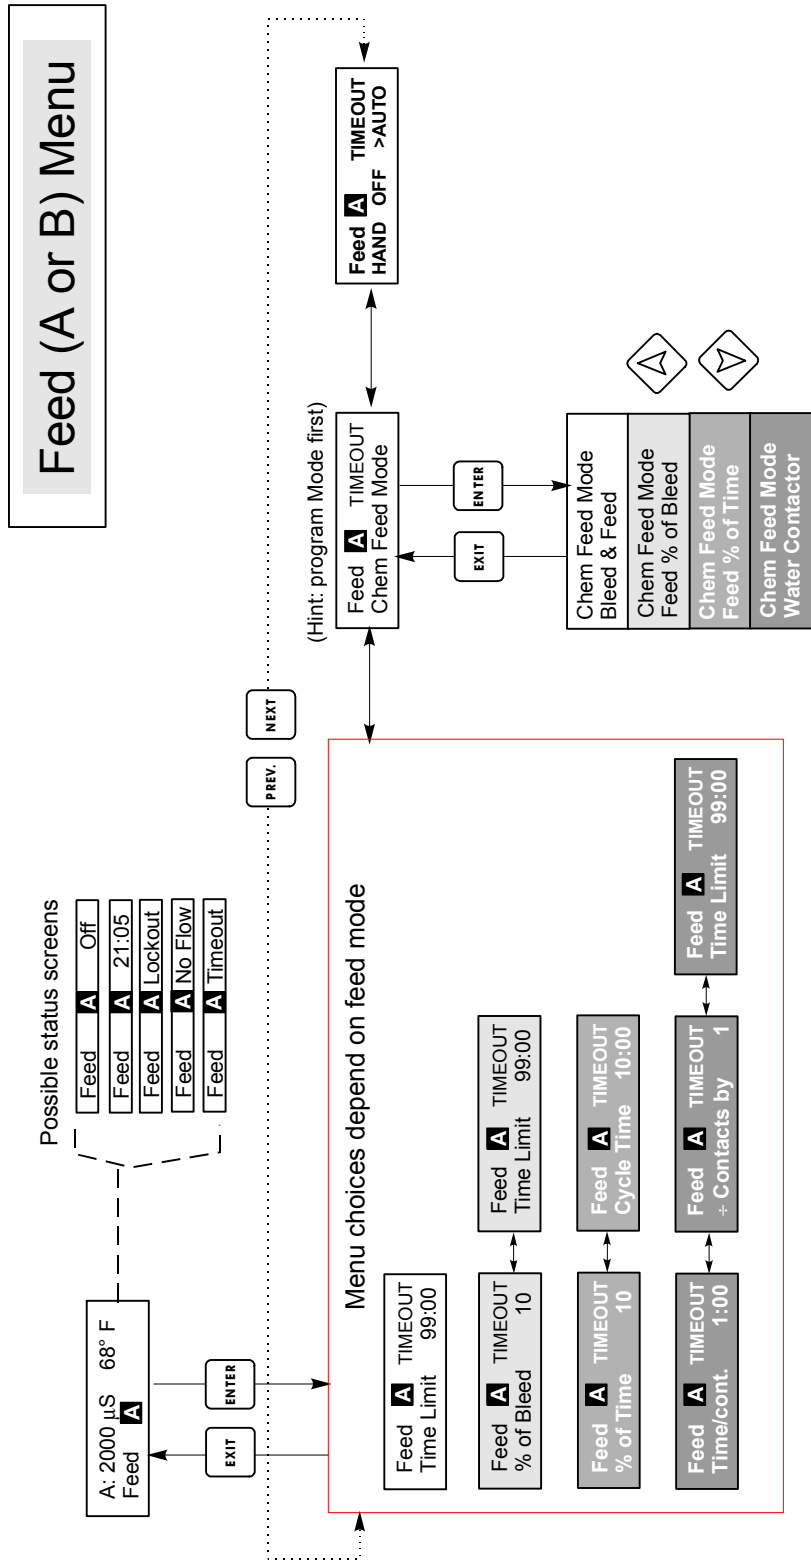 Feed (A or B) Menu
A: 2000 µS 68° F
Feed A
Possible status screens
Feed A Off
Feed A 21:05
Feed A Lockout
Feed A No Flow
Feed A Timeout
EXIT
ENTER
PREV.
NEXT
Menu choices depend on feed mode
Feed A TIMEOUT
Time Limit 99:00
Feed A TIMEOUT
% of Bleed 10
Feed A TIMEOUT
Time Limit 99:00
Feed A TIMEOUT
% of Time 10
Feed A TIMEOUT
Cycle Time 10:00
Feed A TIMEOUT
Time/cont. 1:00
Feed A TIMEOUT
÷ Contacts by 1
Feed A TIMEOUT
Time Limit 99:00
(Hint: program Mode first)
Feed A TIMEOUT
Chem Feed Mode
Feed A TIMEOUT
HAND OFF >AUTO
EXIT
ENTER
Chem Feed Mode
Bleed & Feed
Chem Feed Mode
Feed % of Bleed
Chem Feed Mode
Feed % of Time
Chem Feed Mode
Water Contactor